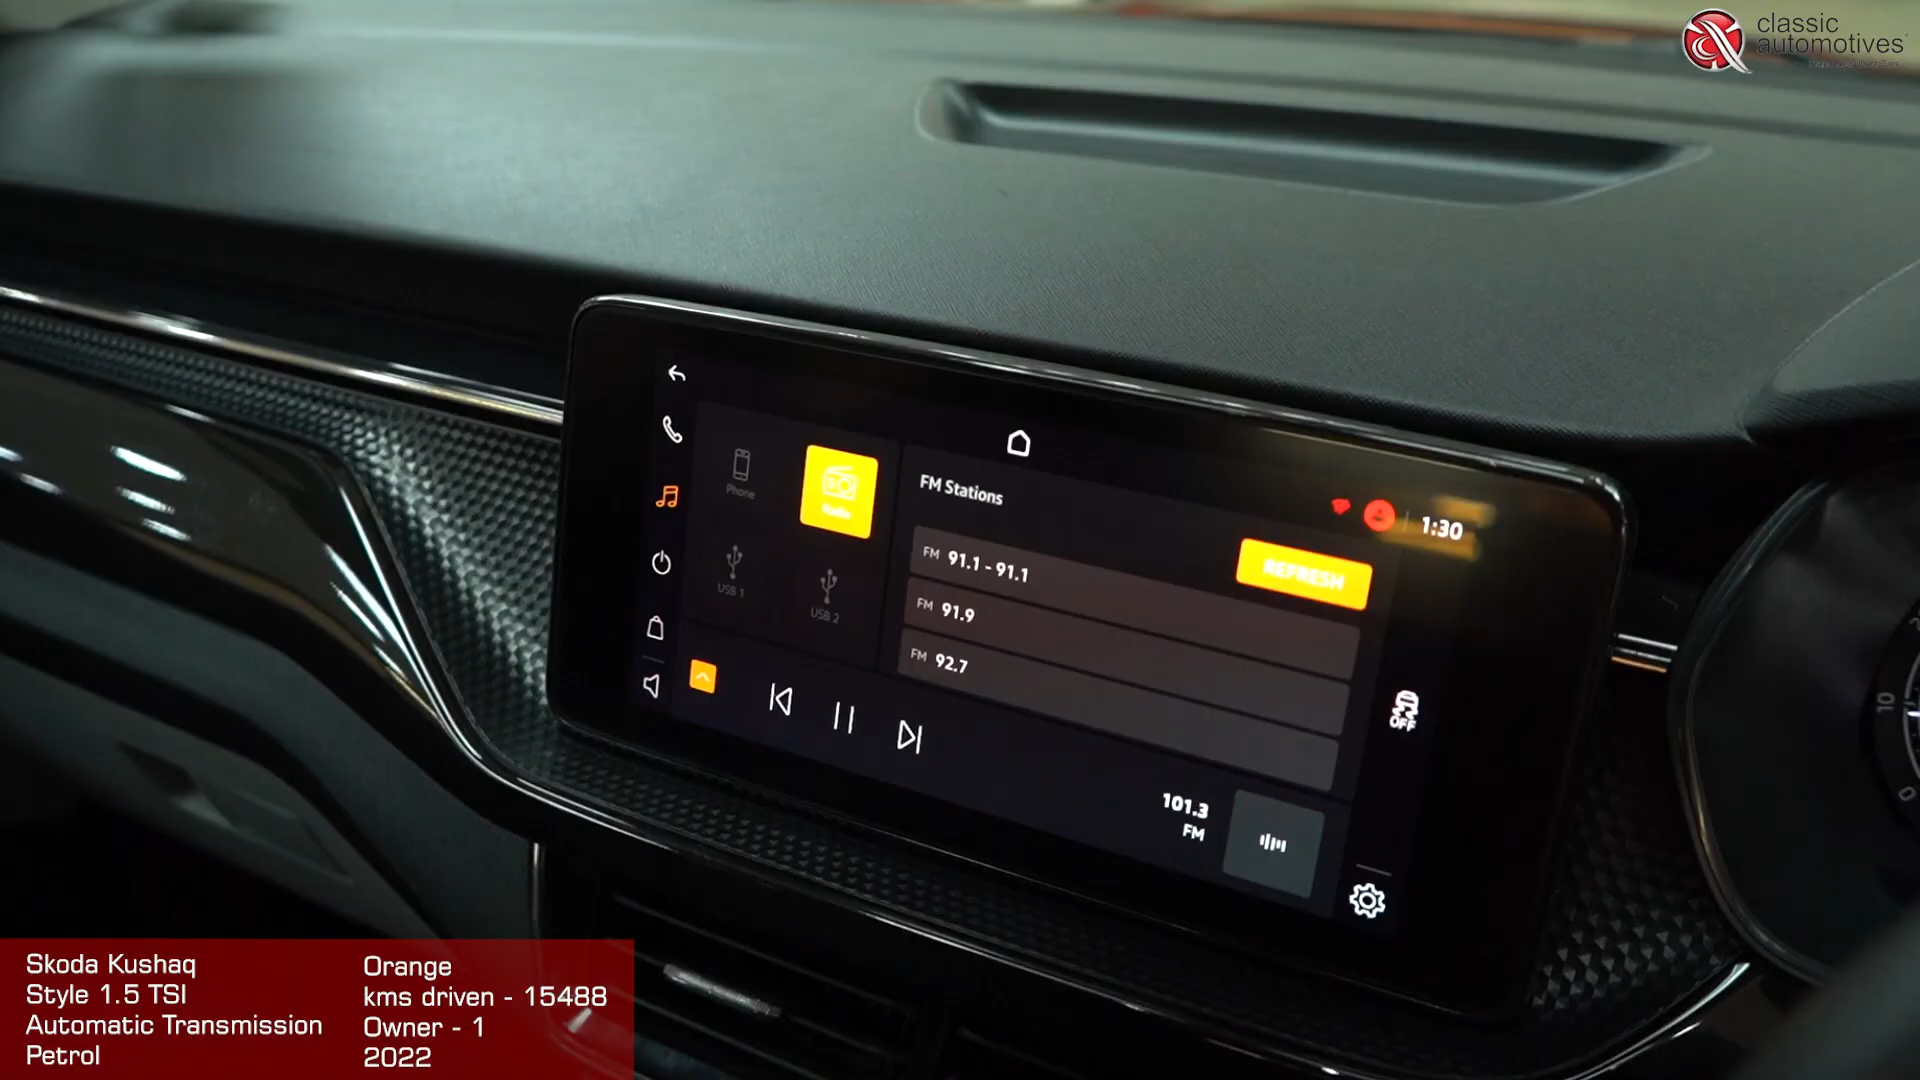 classic
automotives
Phone
Radio
USB 1
USB 2
FM Stations
1:30
REFRESH
FM 91.1 - 91.1
FM 91.9
FM 92.7
OFF
101.3
FM
10
0
Skoda Kushaq
Style 1.5 TSI
Automatic Transmission
Petrol
Orange
kms driven - 15488
Owner - 1
2022